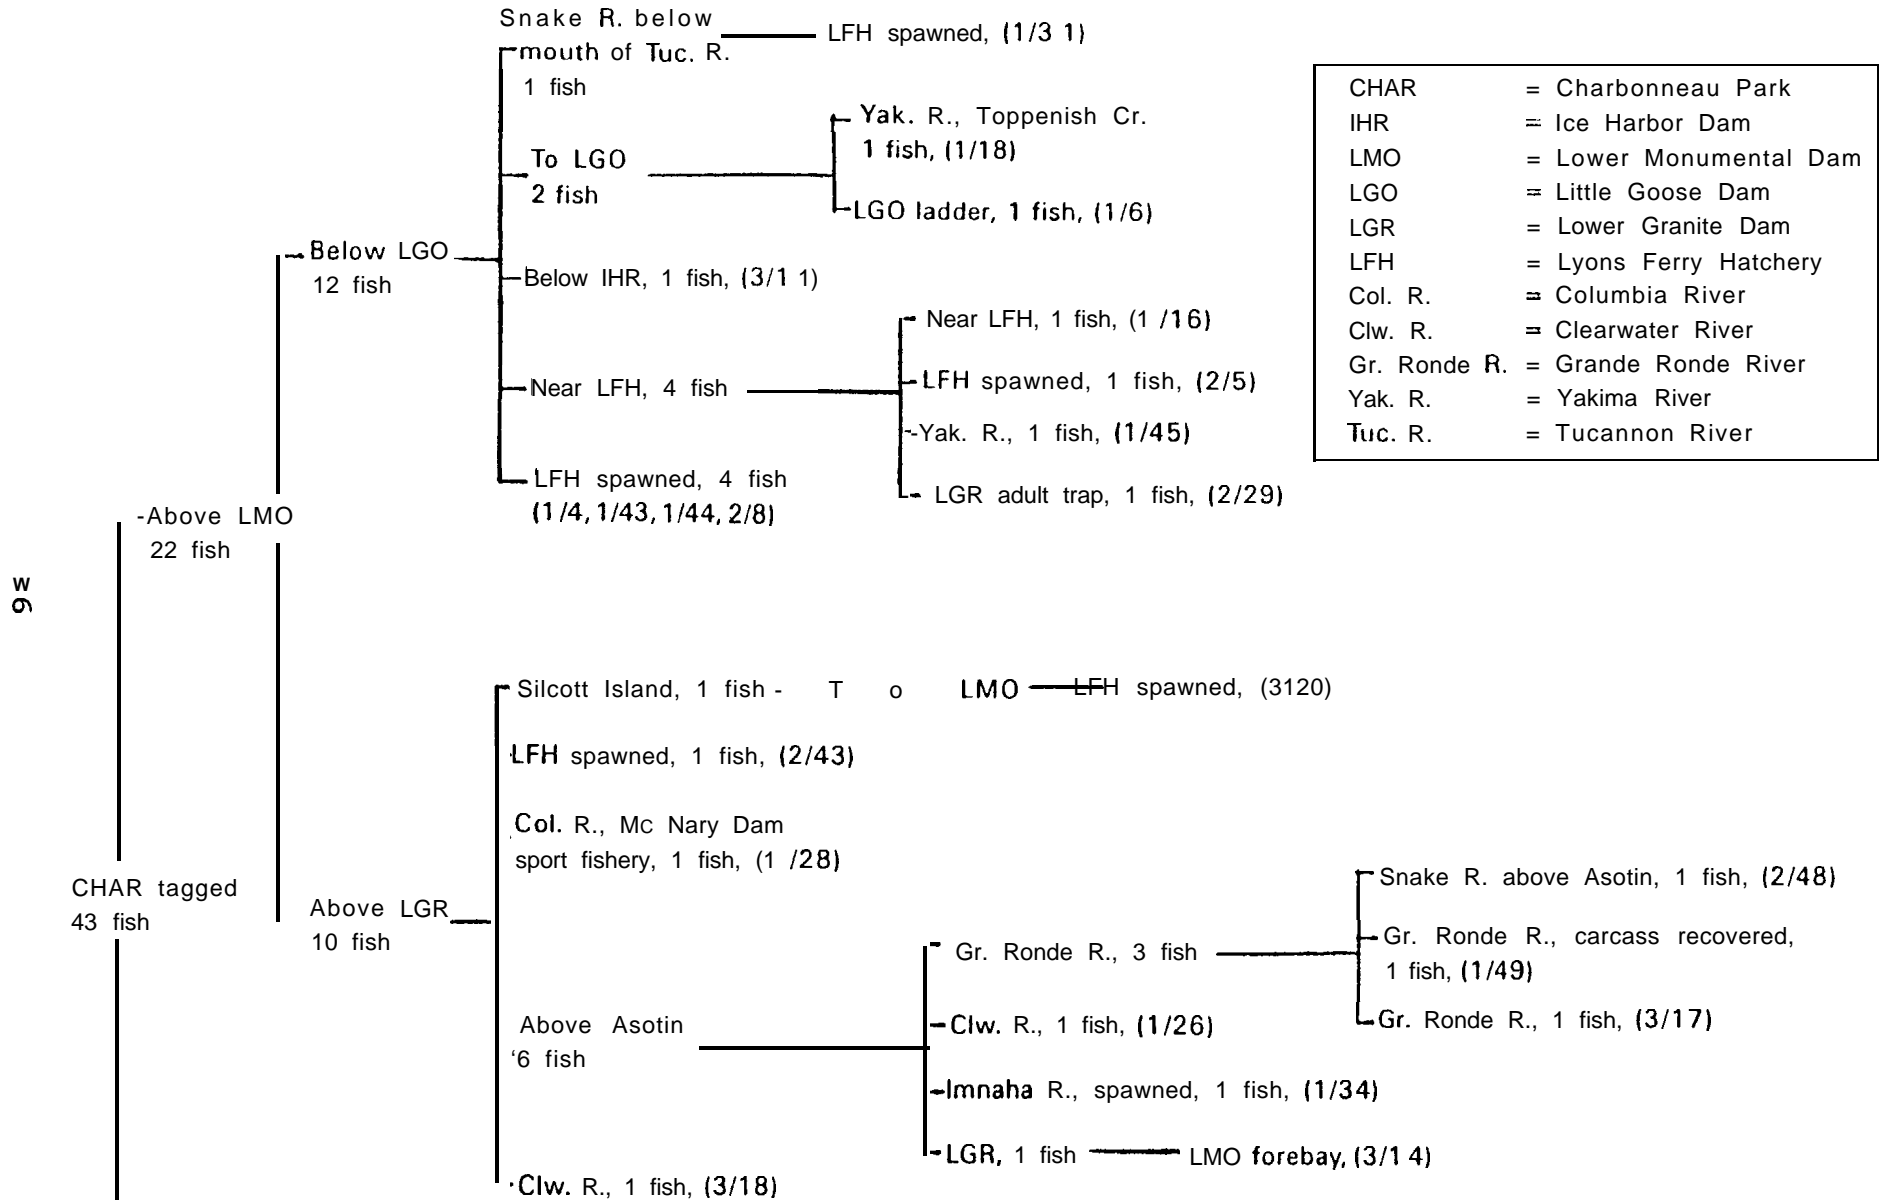 Snake R. below
mouth of Tuc. R.
1 fish
LFH spawned, (1/3 1)
To LGO
2 fish
Yak. R., Toppenish Cr.
1 fish, (1/18)
LGO ladder, 1 fish, (1/6)
Below LGO
12 fish
Below IHR, 1 fish, (3/1 1)
Near LFH, 4 fish
Near LFH, 1 fish, (1 /16)
LFH spawned, 1 fish, (2/5)
-Yak. R., 1 fish, (1/45)
LGR adult trap, 1 fish, (2/29)
LFH spawned, 4 fish
(1/4, 1/43, 1/44, 2/8)
CHAR = Charbonneau Park
IHR = Ice Harbor Dam
LMO = Lower Monumental Dam
LGO = Little Goose Dam
LGR = Lower Granite Dam
LFH = Lyons Ferry Hatchery
Col. R. = Columbia River
Clw. R. = Clearwater River
Gr. Ronde R. = Grande Ronde River
Yak. R. = Yakima River
Tuc. R. = Tucannon River
-Above LMO
22 fish
w
6
Silcott Island, 1 fish - T o LMO LFH spawned, (3120)
LFH spawned, 1 fish, (2/43)
Col. R., Mc Nary Dam
sport fishery, 1 fish, (1 /28)
CHAR tagged
43 fish
Above LGR
10 fish
Above Asotin
'6 fish
Gr. Ronde R., 3 fish
Snake R. above Asotin, 1 fish, (2/48)
Gr. Ronde R., carcass recovered,
1 fish, (1/49)
Gr. Ronde R., 1 fish, (3/17)
Clw. R., 1 fish, (1/26)
Imnaha R., spawned, 1 fish, (1/34)
LGR, 1 fish LMO forebay, (3/1 4)
Clw. R., 1 fish, (3/18)